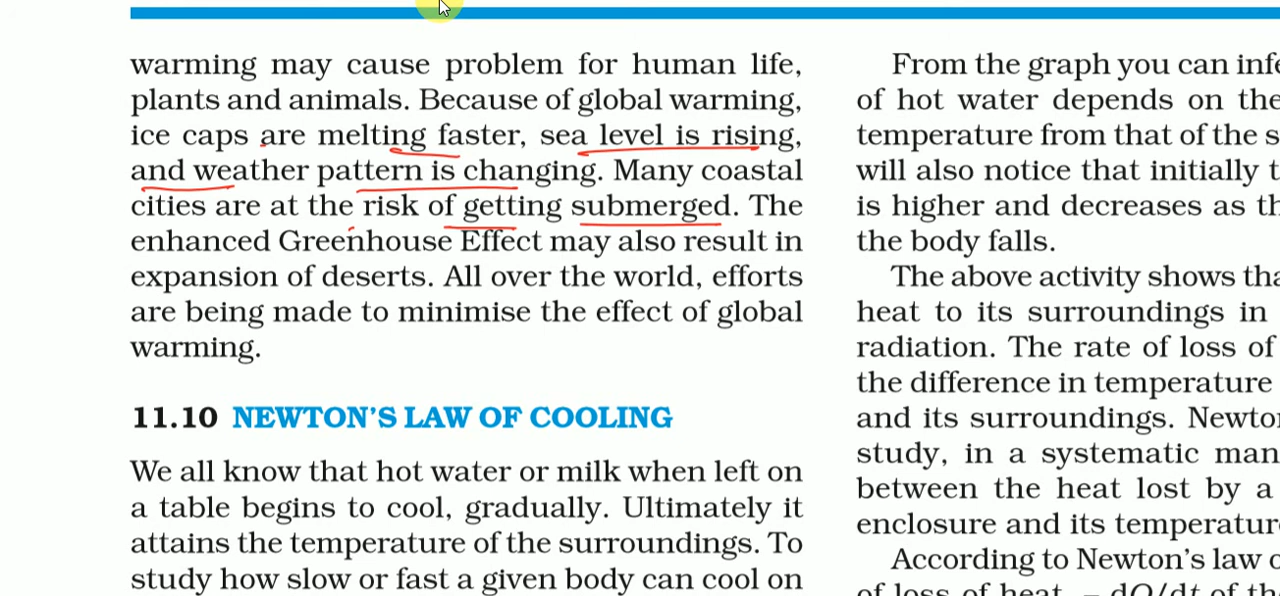 warming may cause problem for human life,
plants and animals. Because of global warming,
ice caps are melting faster, sea level is rising,
and weather pattern is changing. Many coastal
cities are at the risk of getting submerged. The
enhanced Greenhouse Effect may also result in
expansion of deserts. All over the world, efforts
are being made to minimise the effect of global
warming.
11.10 NEWTON'S LAW OF COOLING
We all know that hot water or milk when left on
a table begins to cool, gradually. Ultimately it
attains the temperature of the surroundings. To
study how slow or fast a given body can cool on
From the graph you can
of hot water depends on the
temperature from that of the
will also notice that initially
is higher and decreases as
the body falls.
The above activity shows
heat to its surroundings in
radiation. The rate of loss of
the difference in temperature
and its surroundings.
study, in a systematic
between the heat lost by a
enclosure and its
According to Newton's law
of loss of heat, – dQ/dt of